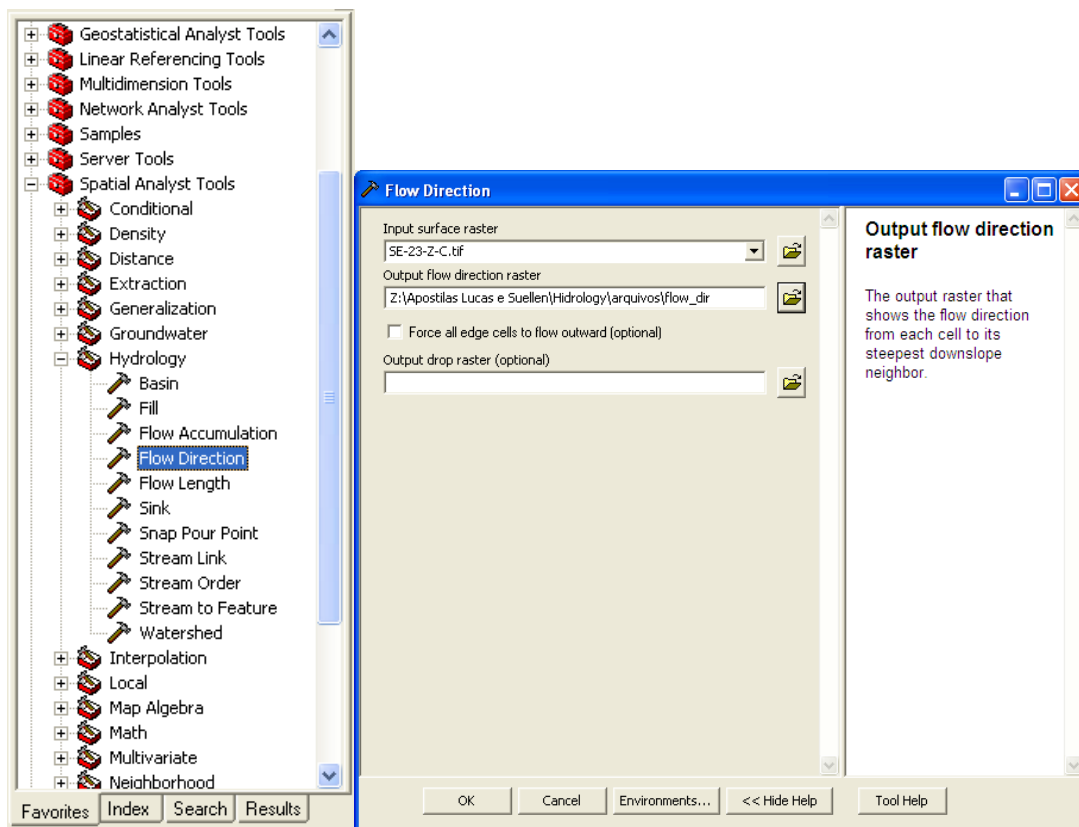 Geostatistical Analyst Tools
Linear Referencing Tools
Multidimension Tools
Network Analyst Tools
Samples
Server Tools
Spatial Analyst Tools
Conditional
Density
Distance
Extraction
Generalization
Groundwater
Hydrology
Basin
Fill
Flow Accumulation
Flow Direction
Flow Length
Sink
Snap Pour Point
Stream Link
Stream Order
Stream to Feature
Watershed
Interpolation
Local
Map Algebra
Math
Multivariate
Neighborhood
Favorites Index Search Results
Flow Direction
Input surface raster
SE-23-Z-C.tif
Output flow direction raster
Z:\Apostilas Lucas e Suellen\Hidrology\arquivos\flow_dir
Force all edge cells to flow outward (optional)
Output drop raster (optional)
OK Cancel Environments... << Hide Help Tool Help
Output flow direction
raster
The output raster that
shows the flow direction
from each cell to its
steepest downslope
neighbor.